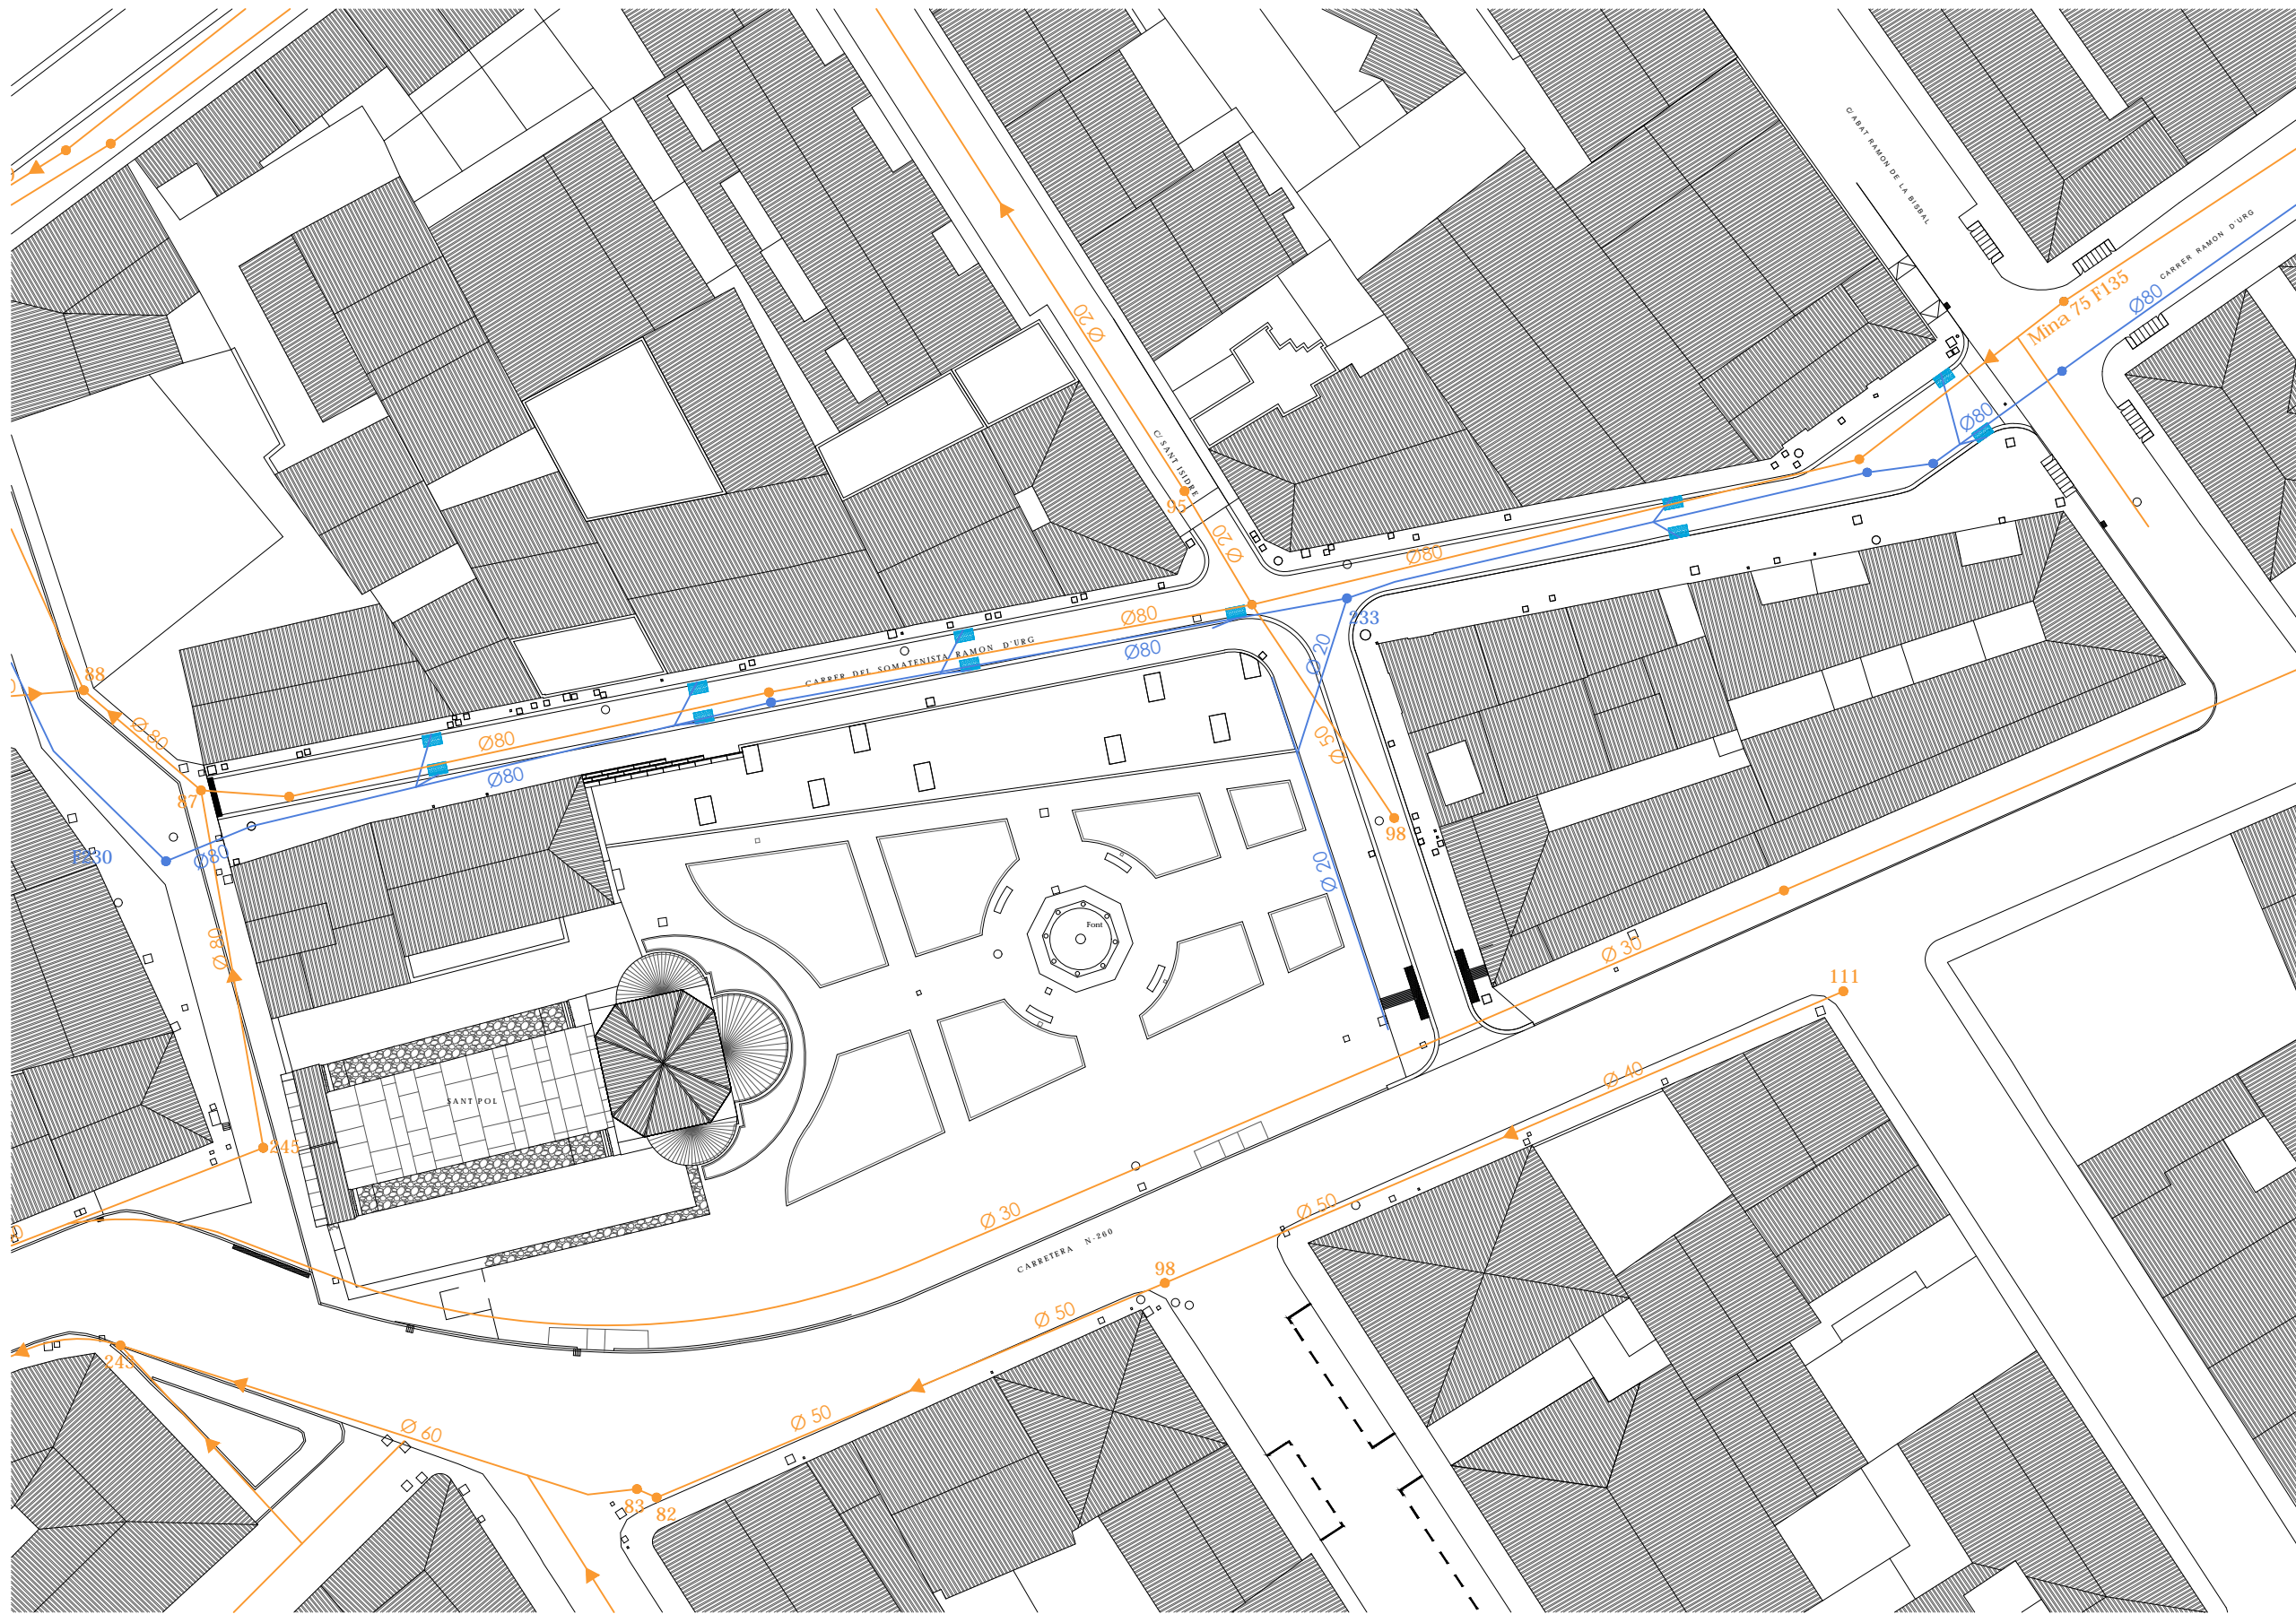 C/ ABAT RAMON DE LA BISBAL
CARRER RAMON D'URG
Mina 75 F135
Ø80
Ø 20
Ø80
C/ SANT ISIDRE
95
Ø 20
Ø80
Ø80
233
CARRER DEL SOMATENISTA RAMON D'URG
Ø80
Ø 20
88
Ø 80
Ø80
Ø80
Ø 50
87
98
F230
Ø80
Ø 20
Ø 80
Font
Ø 30
111
SANT POL
Ø 40
245
Ø 50
Ø 30
CARRETERA N-260
98
Ø 50
Ø 50
Ø 60
83
82